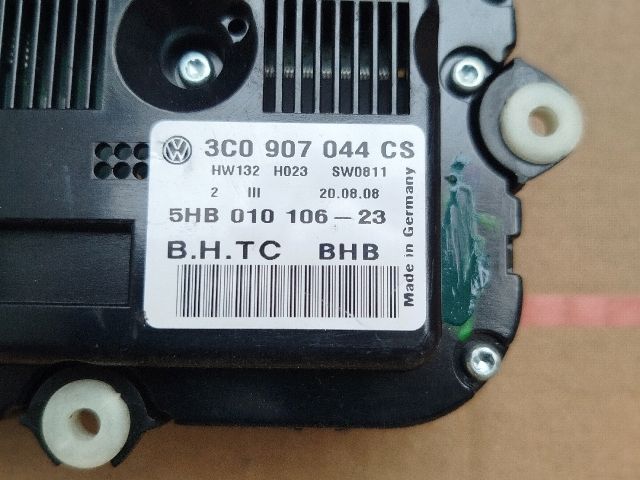 3C0 907 044 CS
HW132 H023 SW0811
2 III 20.08.08
5HB 010 106-23
B.H.TC BHB
Made in Germany